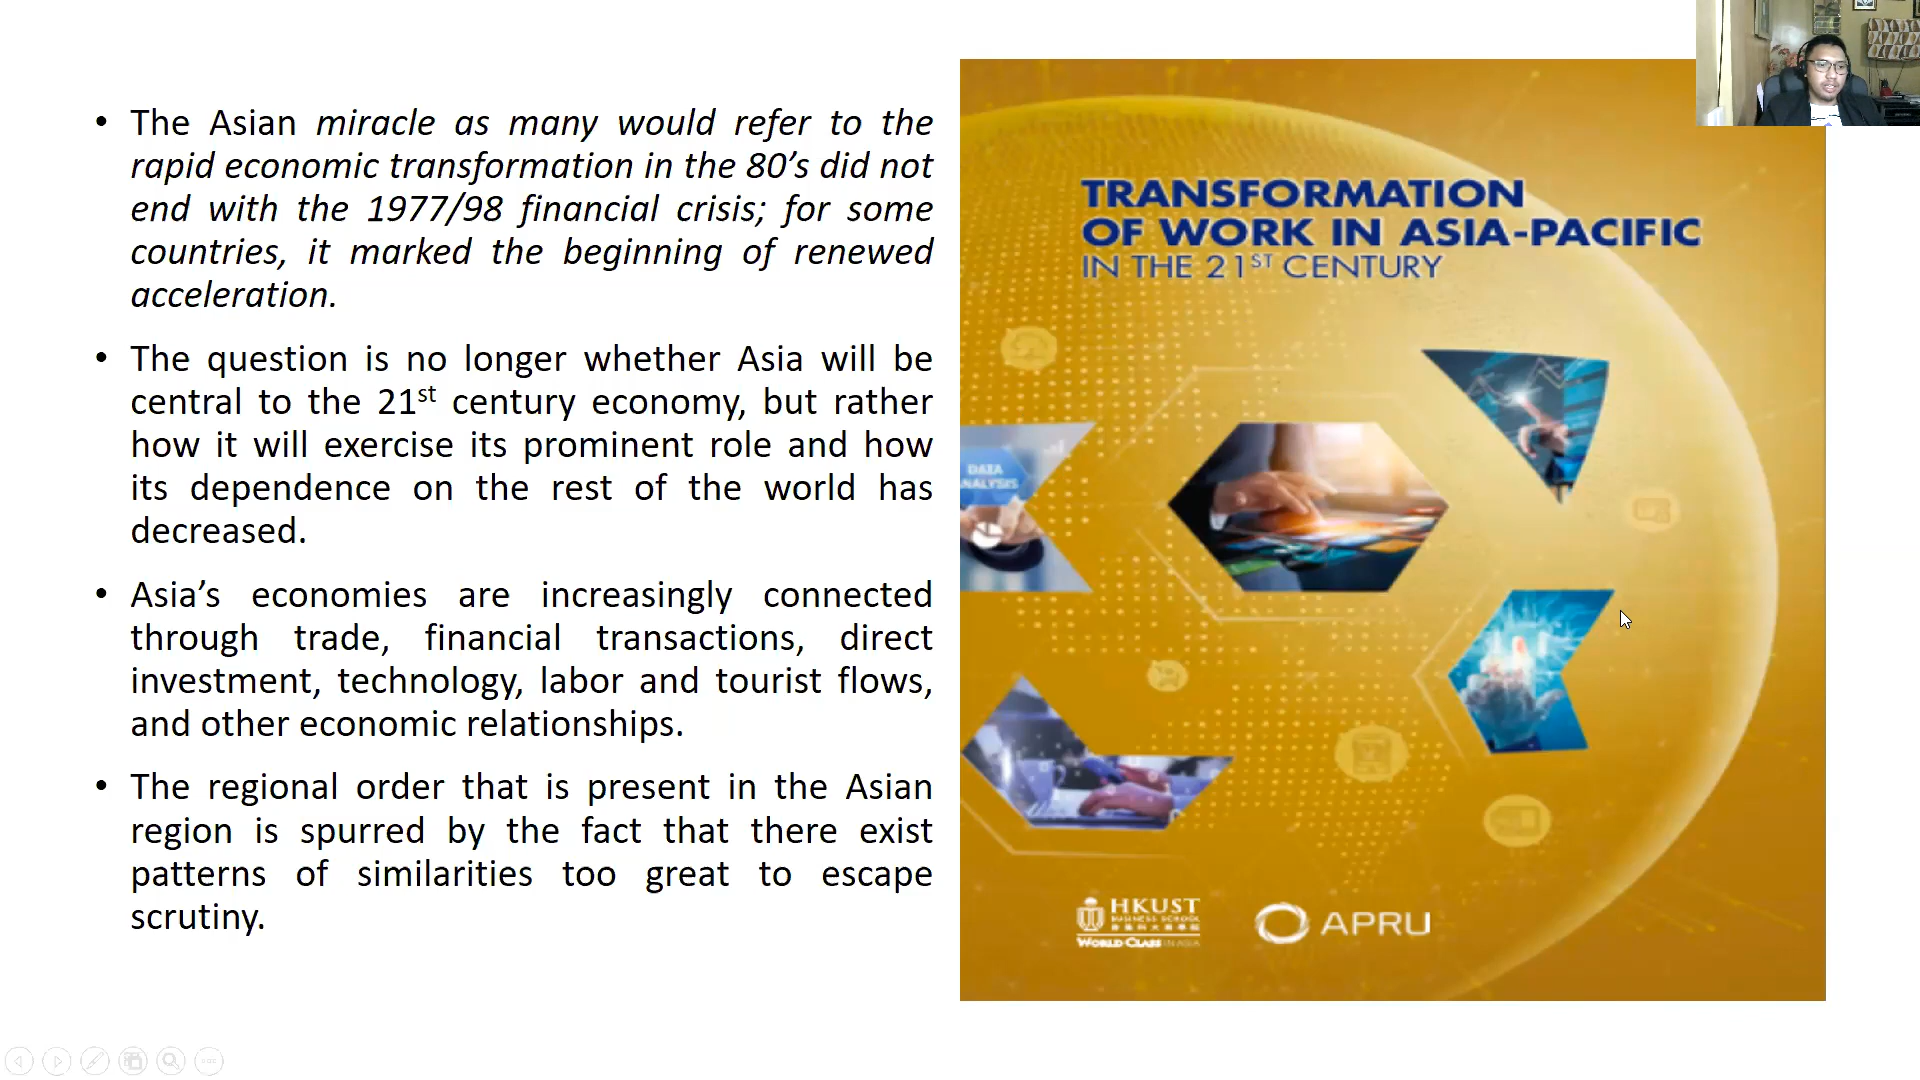 • The Asian miracle as many would refer to the
rapid economic transformation in the 80’s did not
end with the 1977/98 financial crisis; for some
countries, it marked the beginning of renewed
acceleration.
• The question is no longer whether Asia will be
central to the 21st century economy, but rather
how it will exercise its prominent role and how
its dependence on the rest of the world has
decreased.
• Asia’s economies are increasingly connected
through trade, financial transactions, direct
investment, technology, labor and tourist flows,
and other economic relationships.
• The regional order that is present in the Asian
region is spurred by the fact that there exist
patterns of similarities too great to escape
scrutiny.
TRANSFORMATION
OF WORK IN ASIA-PACIFIC
IN THE 21ST CENTURY
DATA
ANALYSIS
HKUST
BUSINESS SCHOOL
WORLD CLASS IN ASIA
APRU